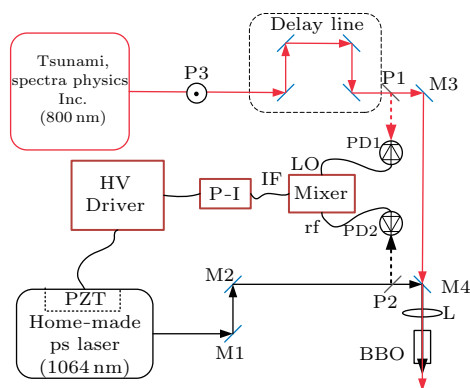 Delay line
Tsunami,
spectra physics
Inc.
(800 nm)
P3
P1
M3
PD1
LO
HV
Driver
P-I
IF
Mixer
rf
PD2
M2
P2
M4
PZT
Home-made
ps laser
(1064 nm)
M1
L
BBO